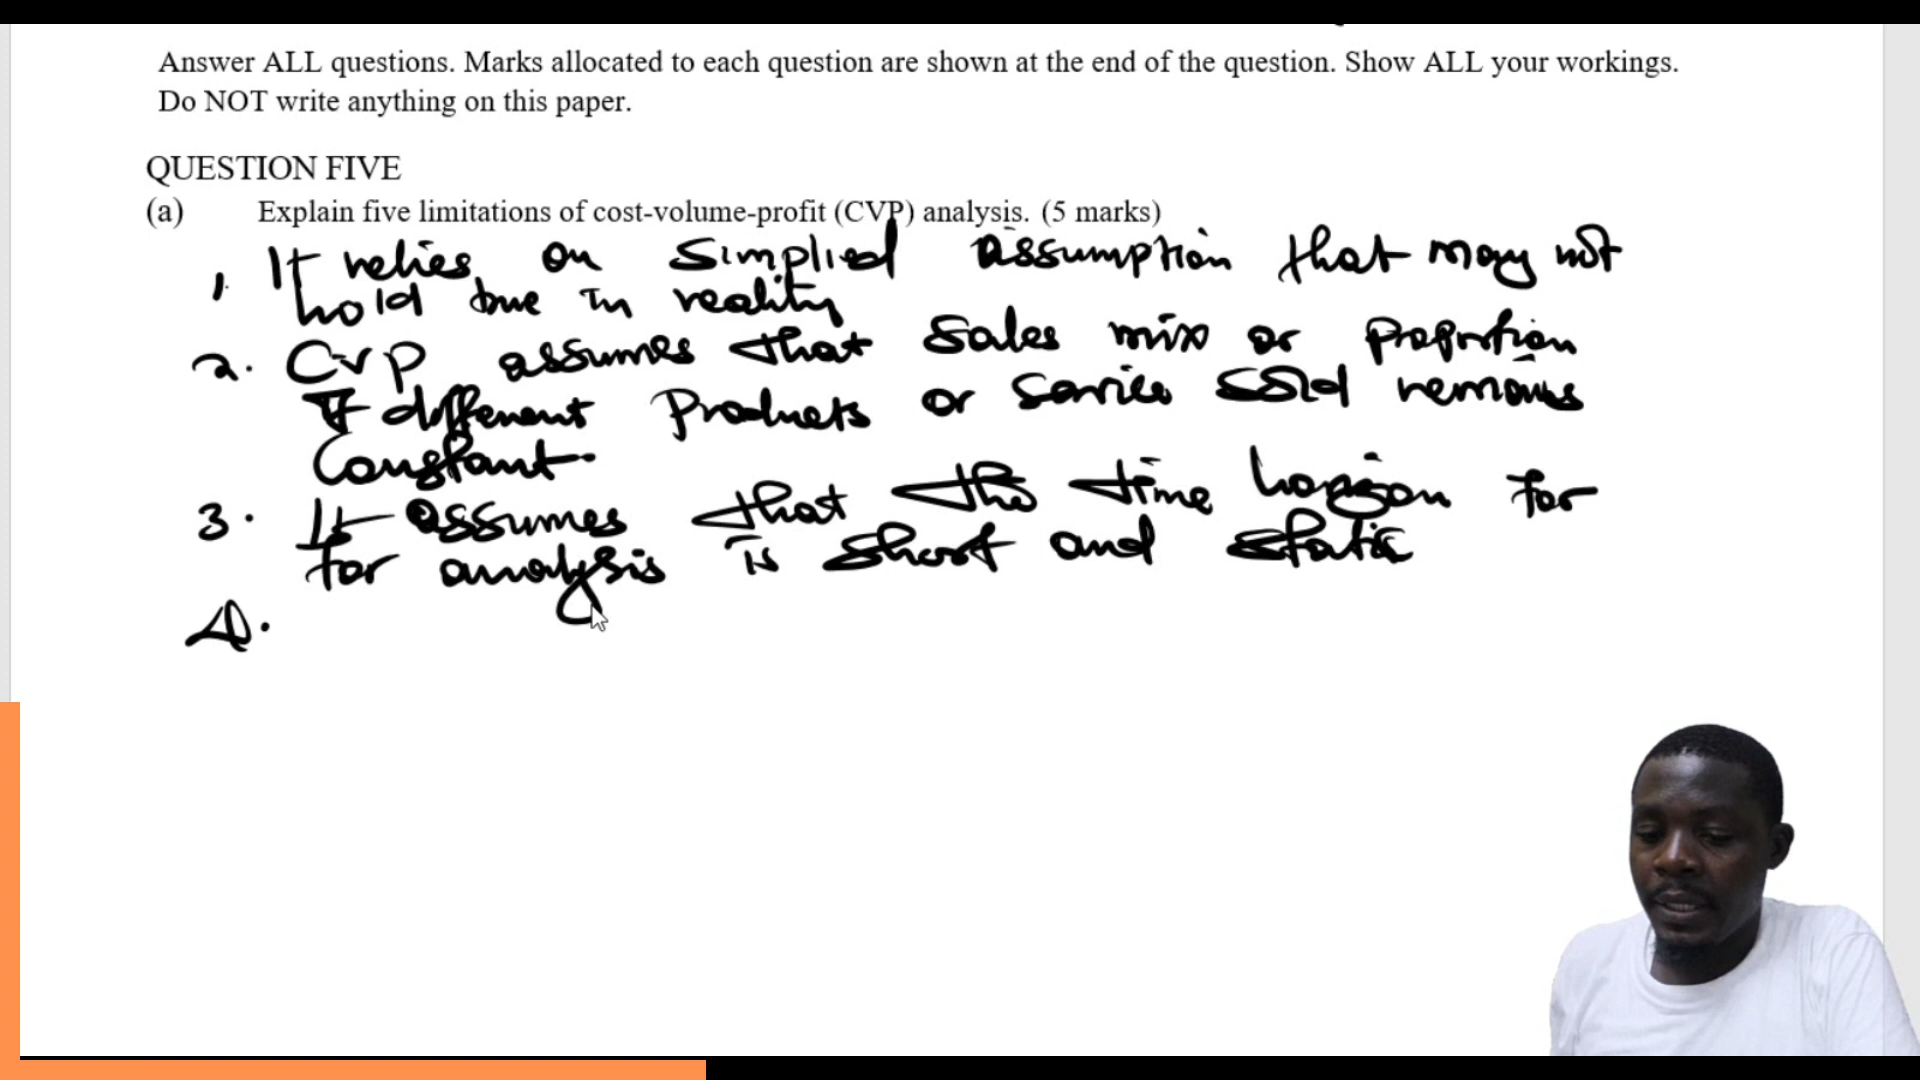 Answer ALL questions. Marks allocated to each question are shown at the end of the question. Show ALL your workings.
Do NOT write anything on this paper.
QUESTION FIVE
(a) Explain five limitations of cost-volume-profit (CVP) analysis. (5 marks)
1. It relies on simplied assumption that may not
hold true in reality
2. CVP assumes that sales mix or proportion
of different products or service sold remains
constant.
3. It assumes that the time horizon for
for analysis is short and static
4.